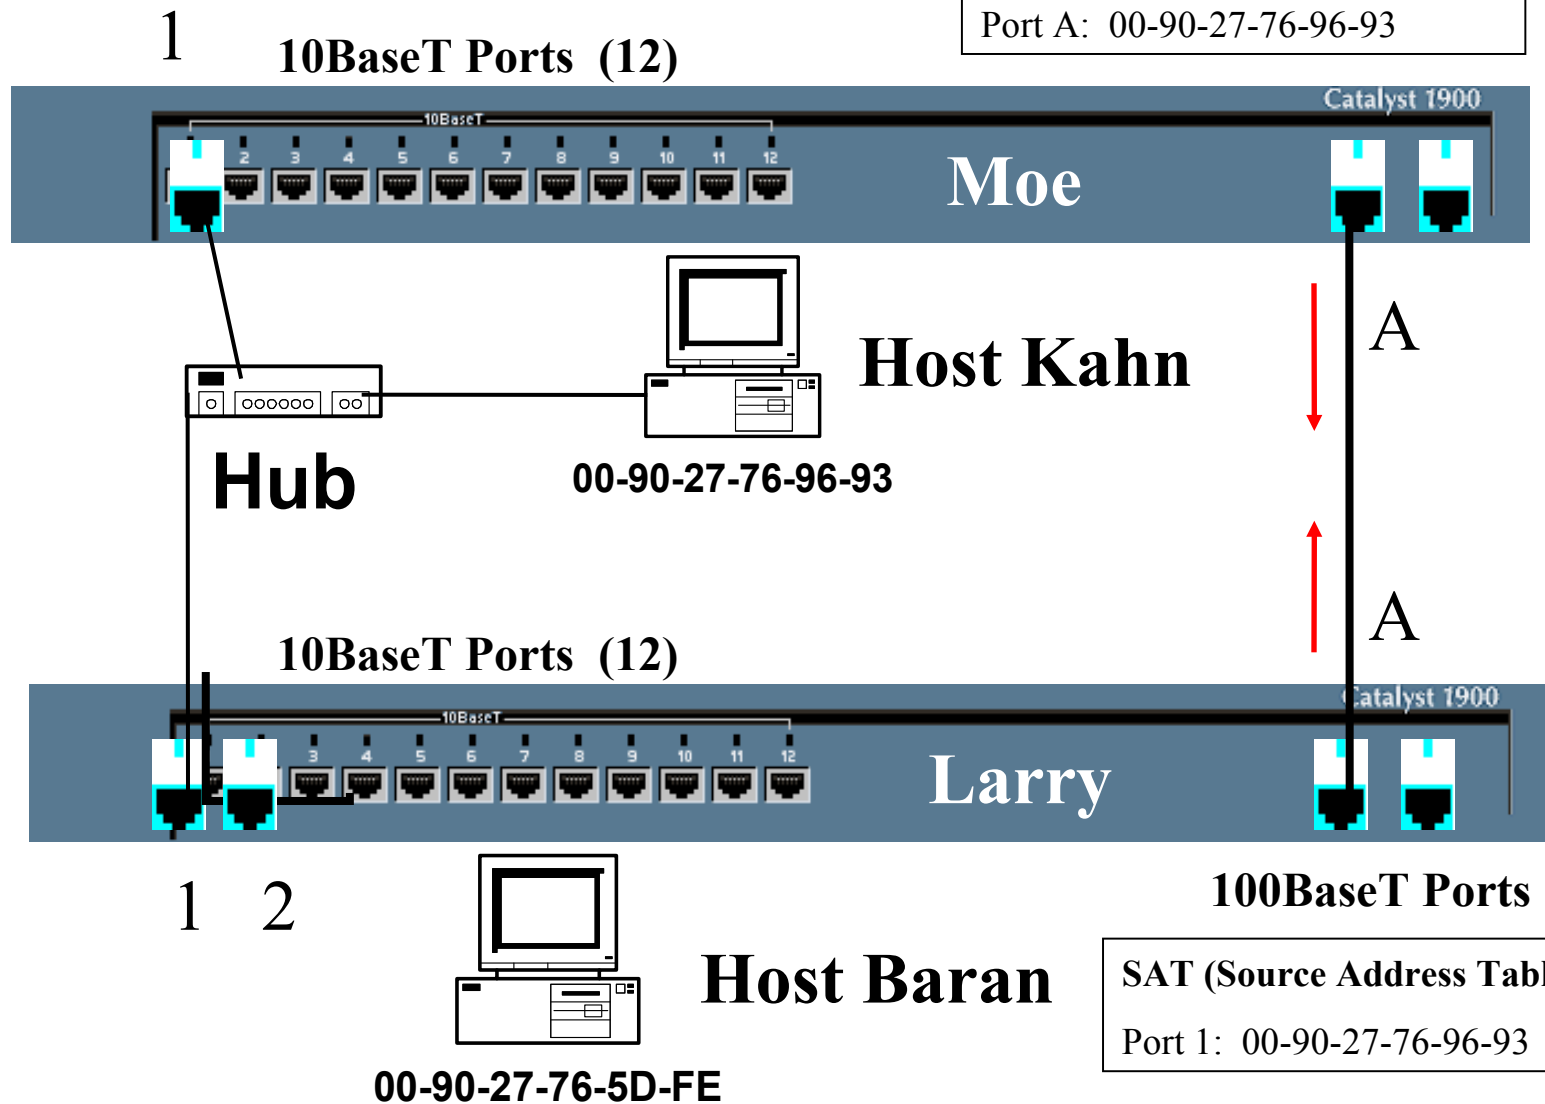 Port A: 00-90-27-76-96-93
1
10BaseT Ports (12)
Catalyst 1900
10BaseT
2 3 4 5 6 7 8 9 10 11 12
Moe
A
Host Kahn
Hub
00-90-27-76-96-93
A
10BaseT Ports (12)
Catalyst 1900
10BaseT
3 4 5 6 7 8 9 10 11 12
Larry
1 2
100BaseT Ports
Host Baran
SAT (Source Address Tabl
Port 1: 00-90-27-76-96-93
00-90-27-76-5D-FE